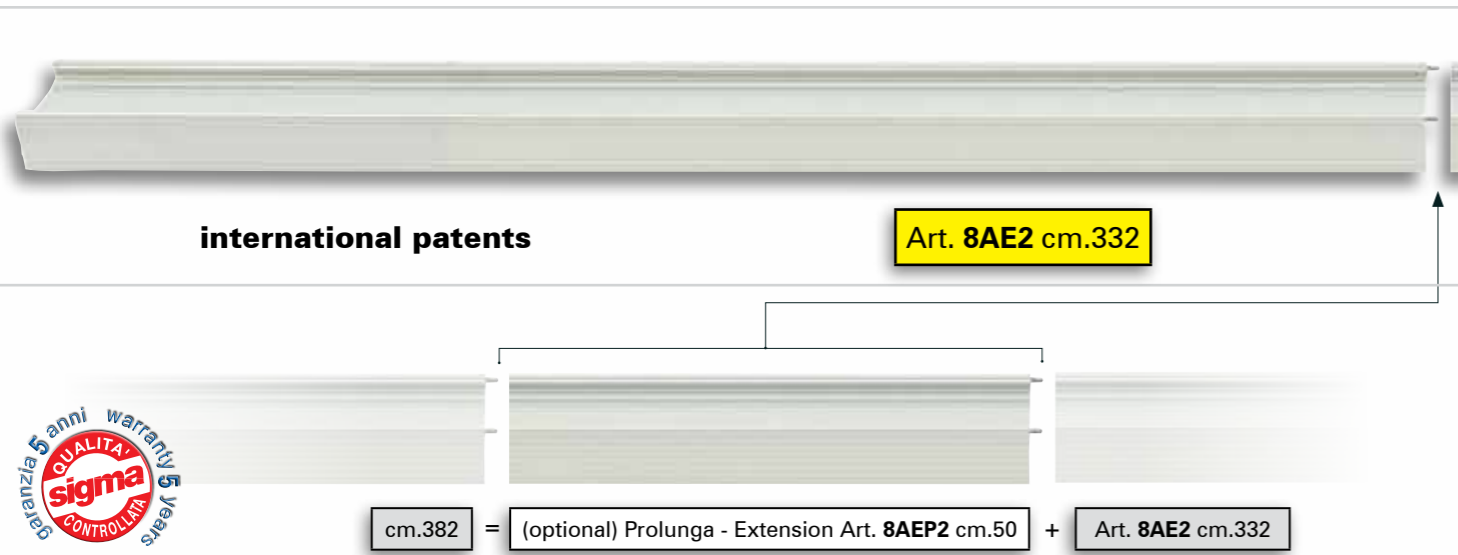 international patents
Art. 8AE2 cm.332
garanzia 5 anni warranty 5 years
QUALITA'
sigma
CONTROLLATA
cm.382 = (optional) Prolunga - Extension Art. 8AEP2 cm.50 + Art. 8AE2 cm.332